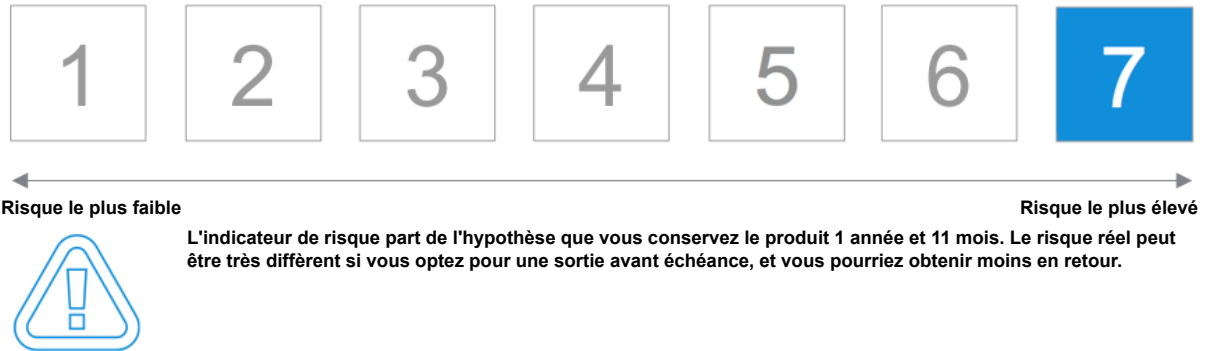 1 2 3 4 5 6 7
Risque le plus faible Risque le plus élevé
L'indicateur de risque part de l'hypothèse que vous conservez le produit 1 année et 11 mois. Le risque réel peut
être très diffèrent si vous optez pour une sortie avant échéance, et vous pourriez obtenir moins en retour.